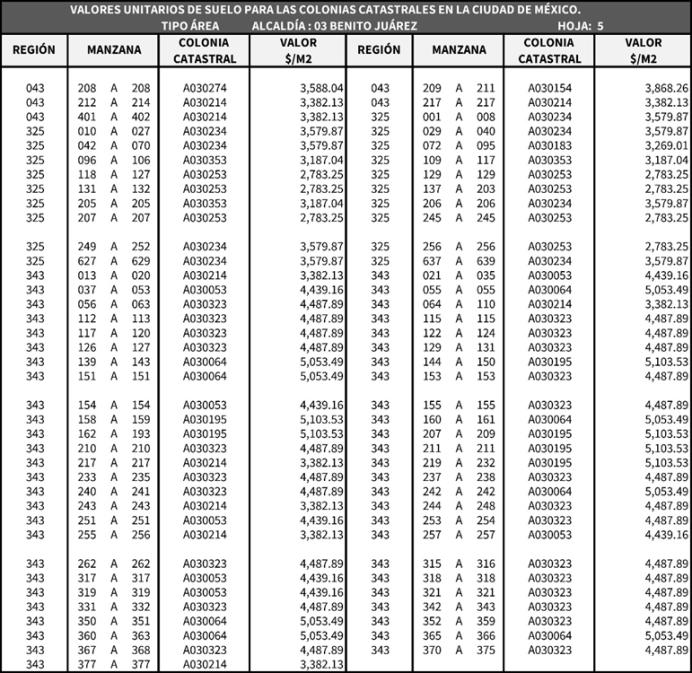 VALORES UNITARIOS DE SUELO PARA LAS COLONIAS CATASTRALES EN LA CIUDAD DE MÉXICO.
TIPO ÁREA ALCALDÍA : 03 BENITO JUÁREZ HOJA: 5
REGIÓN MANZANA COLONIA CATASTRAL VALOR $/M2 REGIÓN MANZANA COLONIA CATASTRAL VALOR $/M2
043 208 A 208 A030274 3,588.04 043 209 A 211 A030154 3,868.26
043 212 A 214 A030214 3,382.13 043 217 A 217 A030214 3,382.13
043 401 A 402 A030214 3,382.13 325 001 A 008 A030234 3,579.87
325 010 A 027 A030234 3,579.87 325 029 A 040 A030234 3,579.87
325 042 A 070 A030234 3,579.87 325 072 A 095 A030183 3,269.01
325 096 A 106 A030353 3,187.04 325 109 A 117 A030353 3,187.04
325 118 A 127 A030253 2,783.25 325 129 A 129 A030253 2,783.25
325 131 A 132 A030253 2,783.25 325 137 A 203 A030253 2,783.25
325 205 A 205 A030353 3,187.04 325 206 A 206 A030234 3,579.87
325 207 A 207 A030253 2,783.25 325 245 A 245 A030253 2,783.25
325 249 A 252 A030234 3,579.87 325 256 A 256 A030253 2,783.25
325 627 A 629 A030234 3,579.87 325 637 A 639 A030234 3,579.87
343 013 A 020 A030214 3,382.13 343 021 A 035 A030053 4,439.16
343 037 A 053 A030053 4,439.16 343 055 A 055 A030064 5,053.49
343 056 A 063 A030323 4,487.89 343 064 A 110 A030214 3,382.13
343 112 A 113 A030323 4,487.89 343 115 A 115 A030323 4,487.89
343 117 A 120 A030323 4,487.89 343 122 A 124 A030323 4,487.89
343 126 A 127 A030323 4,487.89 343 129 A 131 A030323 4,487.89
343 139 A 143 A030064 5,053.49 343 144 A 150 A030195 5,103.53
343 151 A 151 A030064 5,053.49 343 153 A 153 A030323 4,487.89
343 154 A 154 A030053 4,439.16 343 155 A 155 A030323 4,487.89
343 158 A 159 A030195 5,103.53 343 160 A 161 A030064 5,053.49
343 162 A 193 A030195 5,103.53 343 207 A 209 A030195 5,103.53
343 210 A 210 A030323 4,487.89 343 211 A 211 A030195 5,103.53
343 217 A 217 A030214 3,382.13 343 219 A 232 A030195 5,103.53
343 233 A 235 A030323 4,487.89 343 237 A 238 A030323 4,487.89
343 240 A 241 A030323 4,487.89 343 242 A 242 A030064 5,053.49
343 243 A 243 A030214 3,382.13 343 244 A 248 A030323 4,487.89
343 251 A 251 A030053 4,439.16 343 253 A 254 A030323 4,487.89
343 255 A 256 A030214 3,382.13 343 257 A 257 A030053 4,439.16
343 262 A 262 A030323 4,487.89 343 315 A 316 A030323 4,487.89
343 317 A 317 A030053 4,439.16 343 318 A 318 A030323 4,487.89
343 319 A 319 A030053 4,439.16 343 321 A 321 A030323 4,487.89
343 331 A 332 A030323 4,487.89 343 342 A 343 A030323 4,487.89
343 350 A 351 A030064 5,053.49 343 352 A 359 A030323 4,487.89
343 360 A 363 A030064 5,053.49 343 365 A 366 A030064 5,053.49
343 367 A 368 A030323 4,487.89 343 370 A 375 A030323 4,487.89
343 377 A 377 A030214 3,382.13